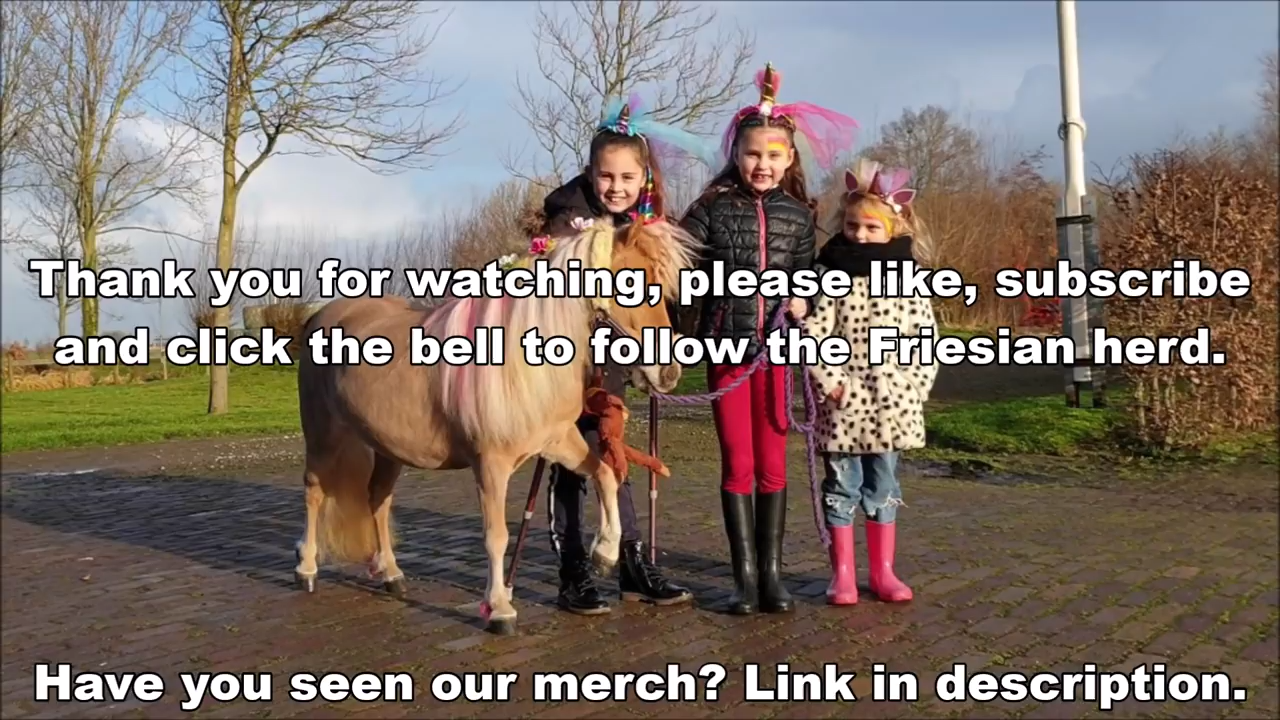 Thank you for watching, please like, subscribe
and click the bell to follow the Friesian herd.
Have you seen our merch? Link in description.